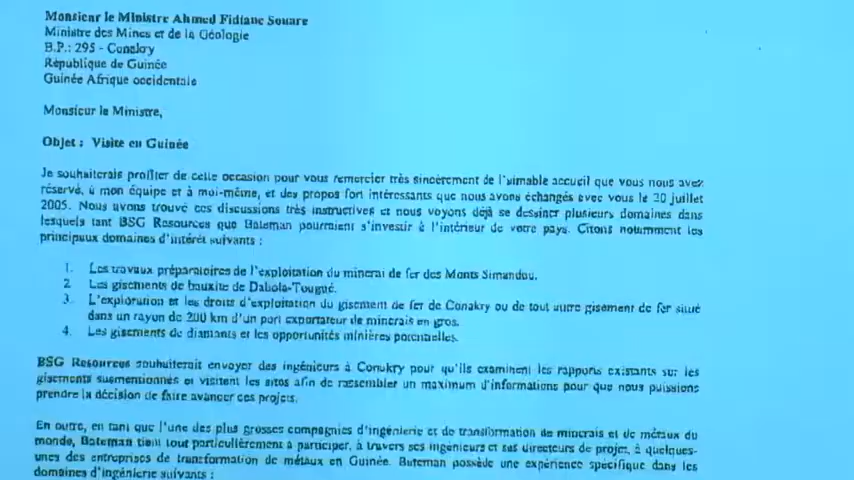 Monsieur le Ministre Ahmed Fidiane Souare
Ministre des Mines et de la Géologie
B.P.: 295 - Conakry
République de Guinée
Guinée Afrique occidentale
Monsieur le Ministre,
Objet : Visite en Guinée
Je souhaiterais profiter de cette occasion pour vous remercier très sincèrement de l'aimable accueil que vous nous avez
réservé, à mon équipe et à moi-même, et des propos fort intéressants que nous avons échangés avec vous le 20 juillet
2005. Nous avons trouvé ces discussions très instructives et nous voyons déjà se dessiner plusieurs domaines dans
lesquels tant BSG Resources que Bateman pourraient s'investir à l'intérieur de votre pays. Citons notamment les
principaux domaines d'intérêt suivants :
1. Les travaux préparatoires de l'exploitation du minerai de fer des Monts Simandou.
2. Les gisements de bauxite de Dabola-Tougué.
3. L'exploration et les droits d'exploitation du gisement de fer de Conakry ou de tout autre gisement de fer situé
dans un rayon de 200 km d'un port exportateur de minerais en gros.
4. Les gisements de diamants et les opportunités minières potentielles.
BSG Resources souhaiterait envoyer des ingénieurs à Conakry pour qu'ils examinent les rapports existants sur les
gisements susmentionnés et visitent les sites afin de rassembler un maximum d'informations pour que nous puissions
prendre la décision de faire avancer ces projets.
En outre, en tant que l'une des plus grosses compagnies d'ingénierie et de transformation de minerais et de métaux du
monde, Bateman tient tout particulièrement à participer, à travers ses ingénieurs et ses directeurs de projet, à quelques-
unes des entreprises de transformation de métaux en Guinée. Bateman possède une expérience spécifique dans les
domaines d'ingénierie suivants :